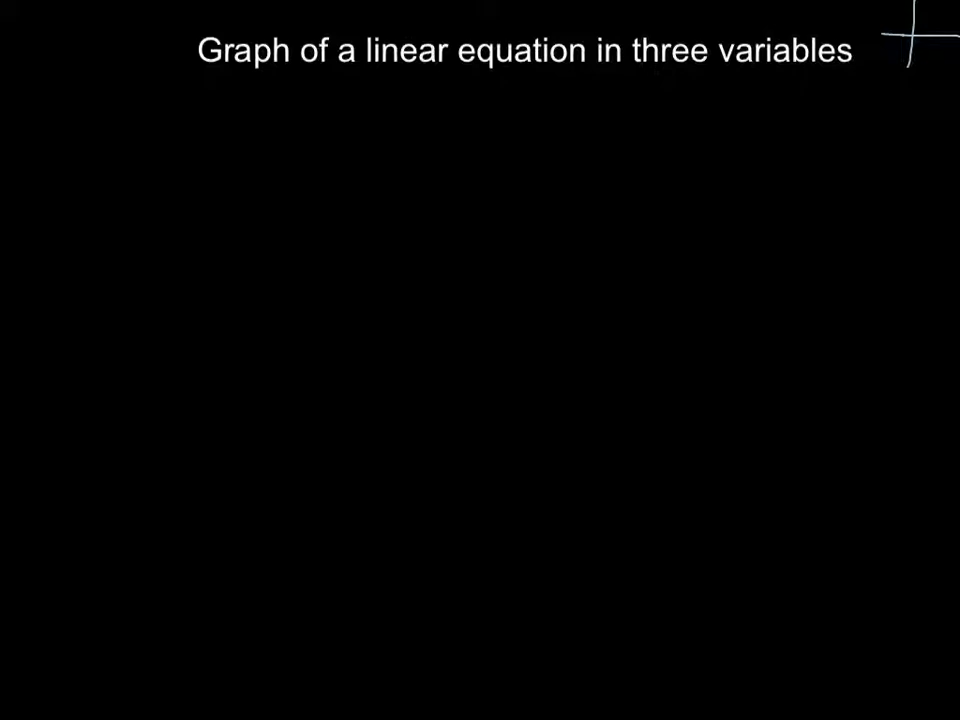 Graph of a linear equation in three variables